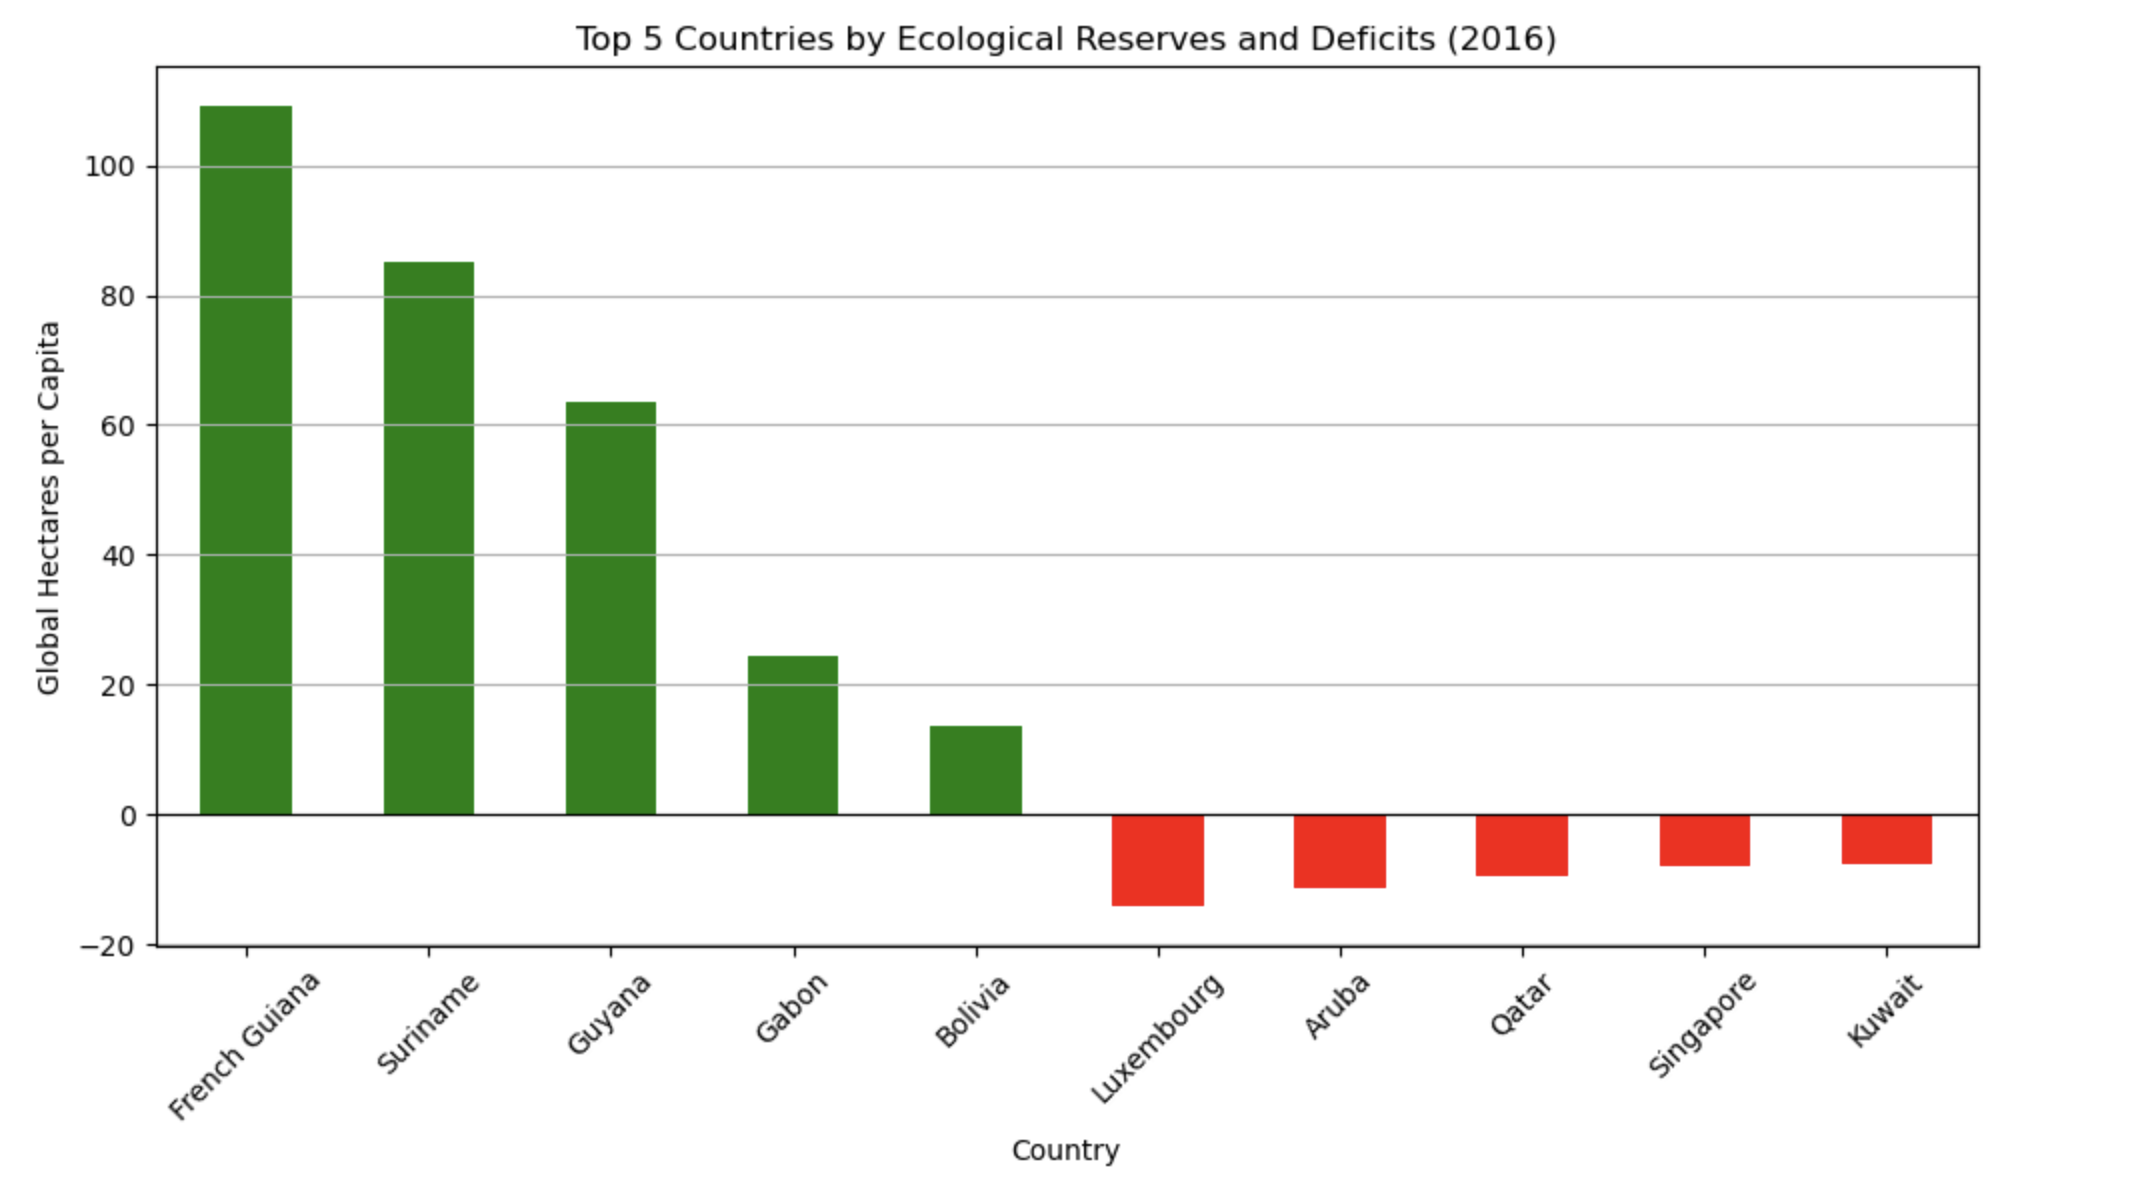 Top 5 Countries by Ecological Reserves and Deficits (2016)
Global Hectares per Capita
100
80
60
40
20
0
−20
French Guiana
Suriname
Guyana
Gabon
Bolivia
Luxembourg
Aruba
Qatar
Singapore
Kuwait
Country